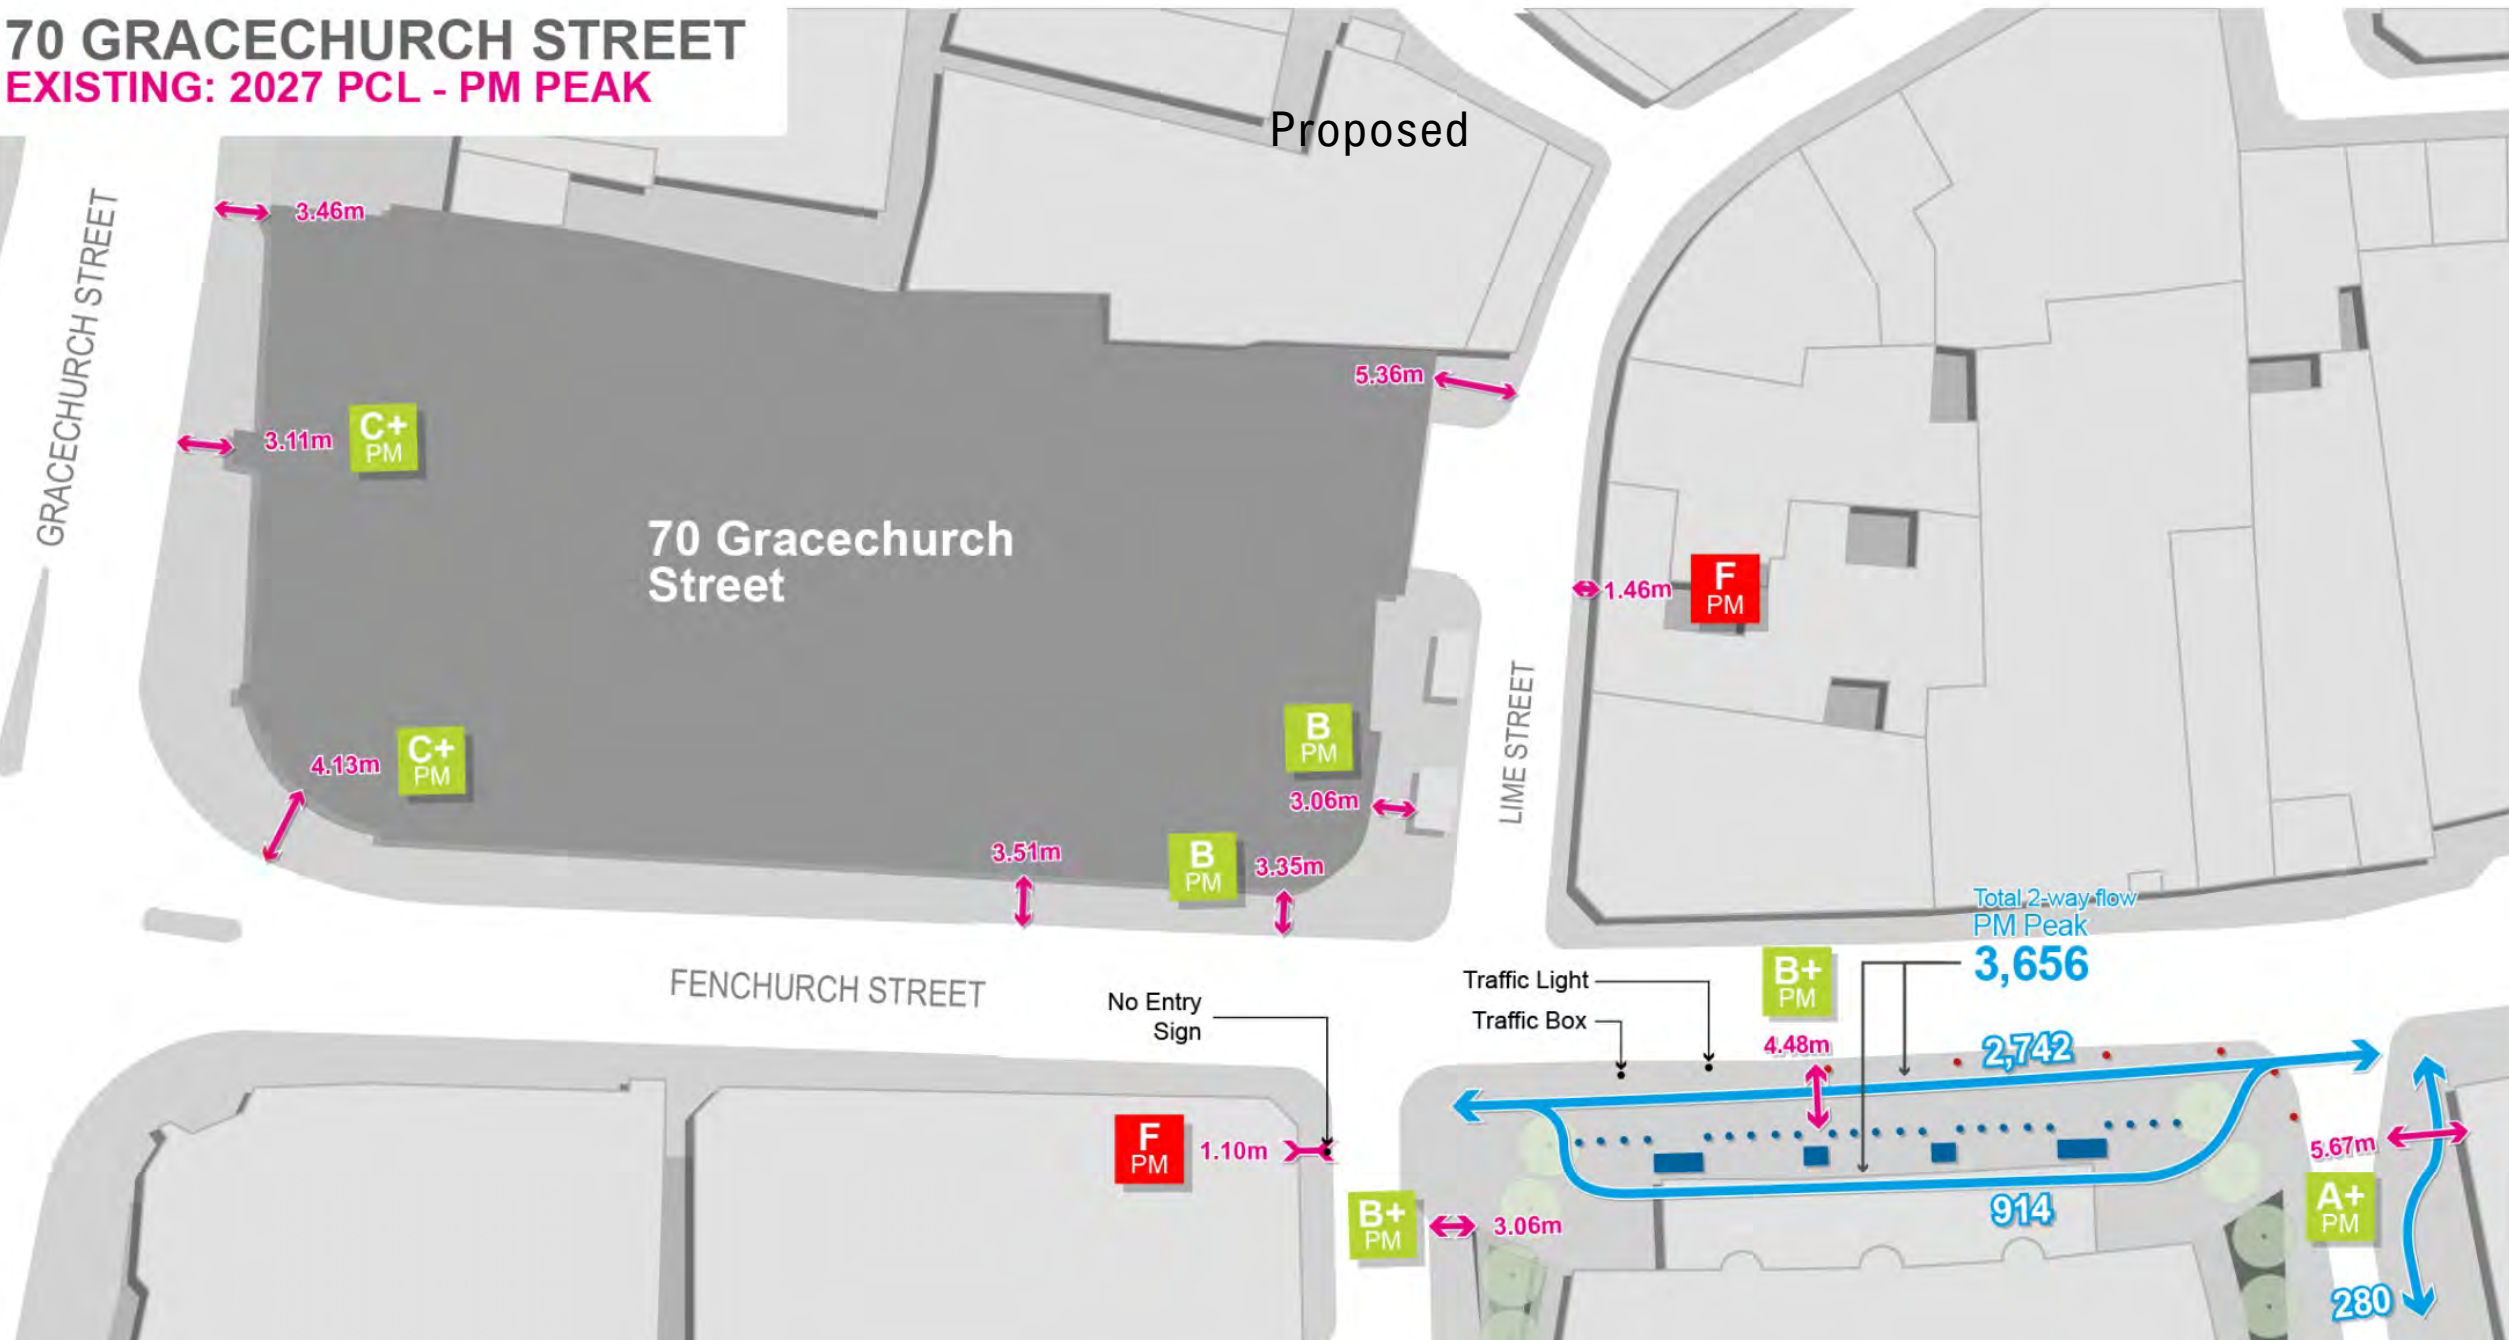 70 GRACECHURCH STREET
EXISTING: 2027 PCL - PM PEAK
Proposed
GRACECHURCH STREET
3.46m
5.36m
3.11m
C+
PM
70 Gracechurch
Street
1.46m
F
PM
LIME STREET
B
PM
4.13m
C+
PM
3.06m
3.51m
B
PM
3.35m
Total 2-way flow
PM Peak
3,656
FENCHURCH STREET
No Entry
Sign
Traffic Light
Traffic Box
B+
PM
4.48m
2,742
F
PM
1.10m
5.67m
B+
PM
3.06m
914
A+
PM
280